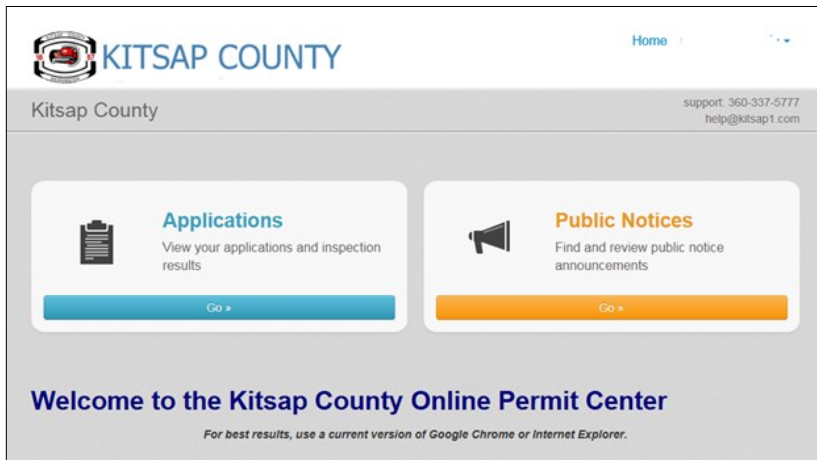 KITSAP COUNTY
Home
Kitsap County
support: 360-337-5777
help@kitsap1.com
Applications
View your applications and inspection
results
Go »
Public Notices
Find and review public notice
announcements
Go »
Welcome to the Kitsap County Online Permit Center
For best results, use a current version of Google Chrome or Internet Explorer.